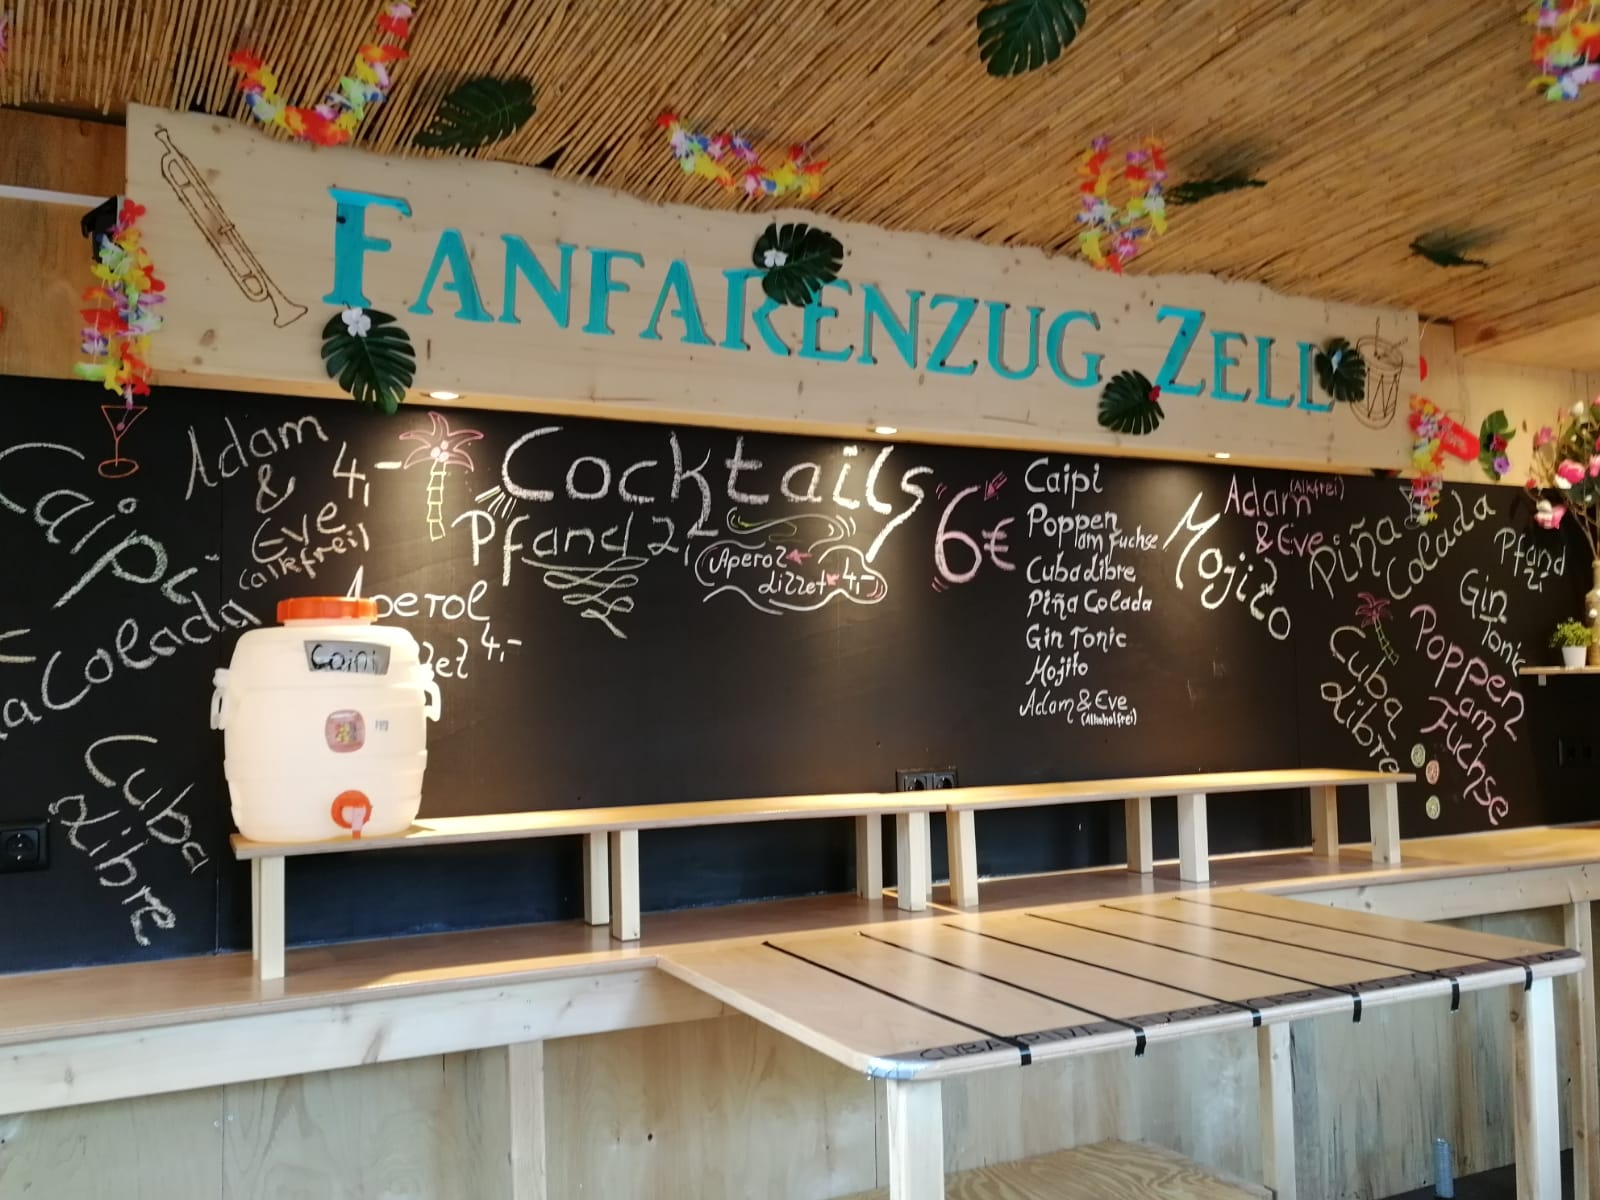 FANFARENZUG ZELL
Caipi
Adam
&
Eve
(alkfrei)
4,-
Colada
Cuba
Libre
Cocktails
Pfand 2,-
Aperol
Lillet 4,-
Aperol
4,-
Caipi
6€
Caipi
Poppen
am Fuchse
Cuba Libre
Piña Colada
Gin Tonic
Mojito
Adam & Eve
(Alkoholfrei)
Mojito
Adam (Alkfrei)
& Eve
Piña
Colada
Cuba
Libre
Pfand
2,-
Gin
Tonic
Poppen
am
Fuchse
CUBA